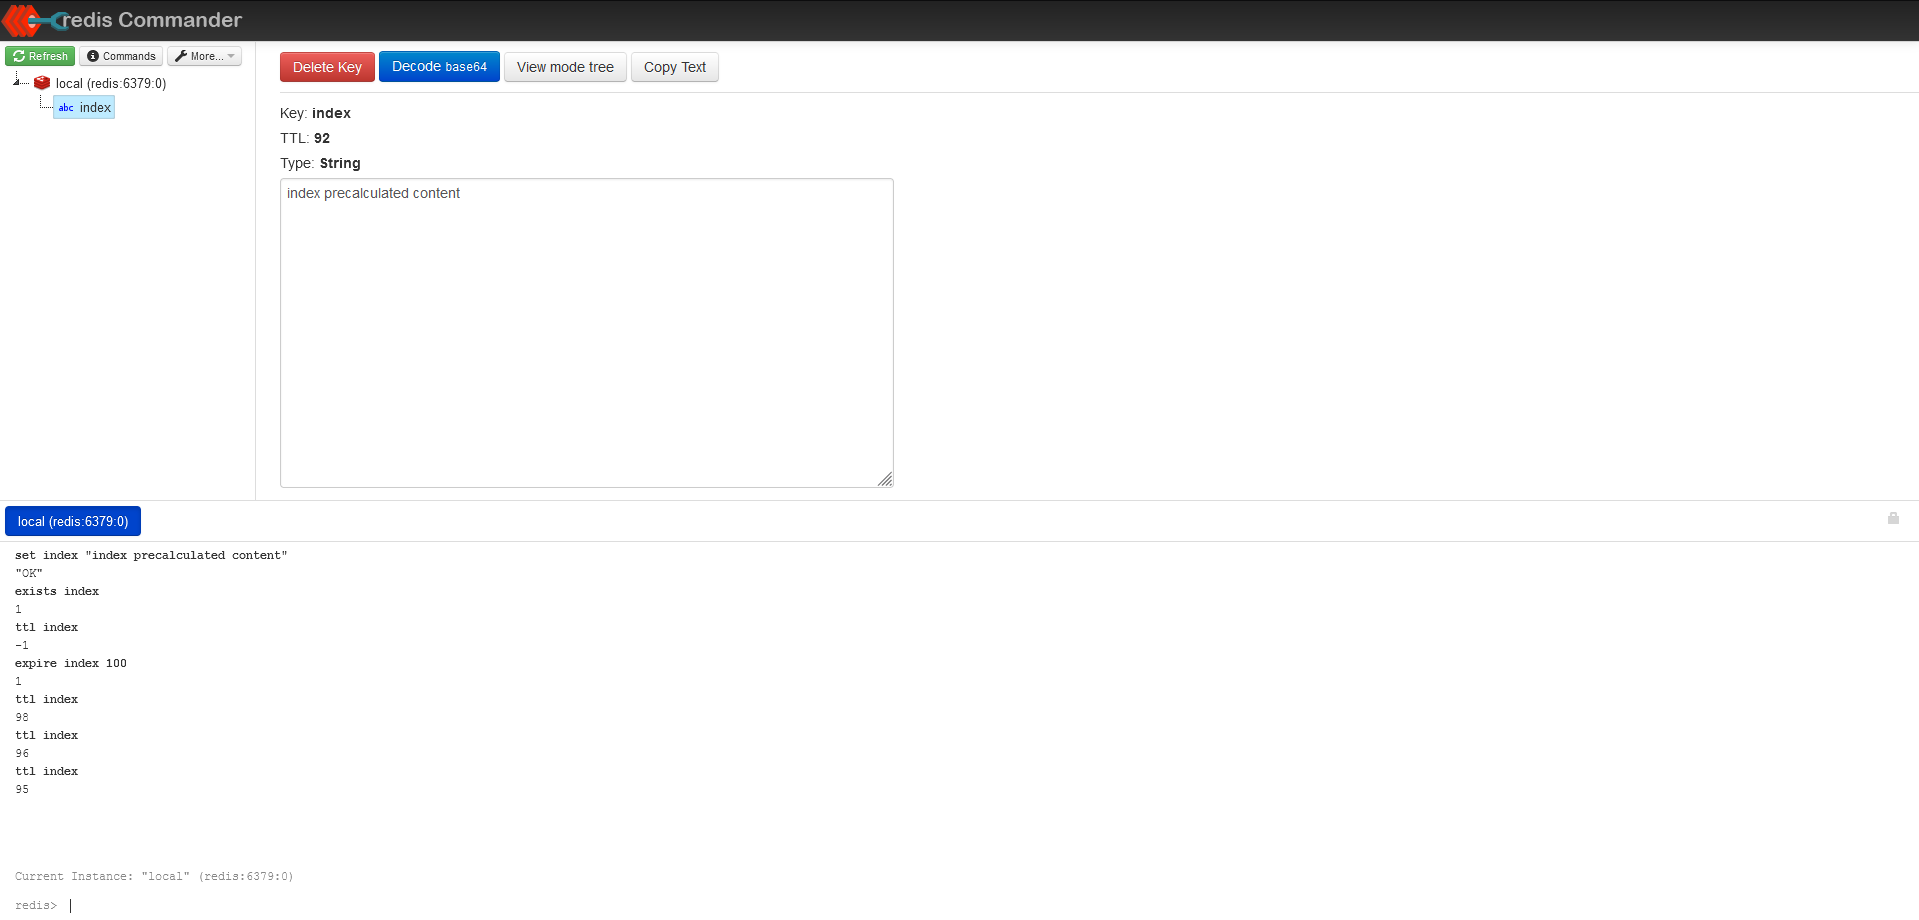 redis Commander
Refresh Commands More...
local (redis:6379:0)
abc index
Delete Key Decode base64 View mode tree Copy Text
Key: index
TTL: 92
Type: String
index precalculated content
local (redis:6379:0)
set index "index precalculated content"
"OK"
exists index
1
ttl index
-1
expire index 100
1
ttl index
98
ttl index
96
ttl index
95
Current Instance: "local" (redis:6379:0)
redis>